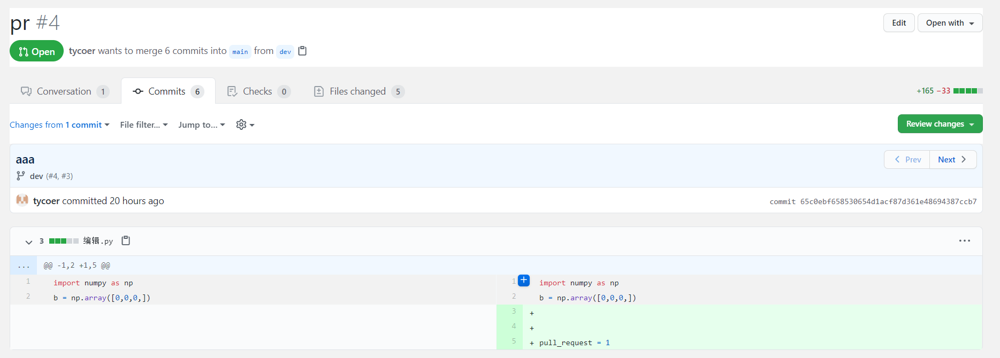 pr #4
Edit
Open with
Open
tycoer wants to merge 6 commits into main from dev
Conversation 1
Commits 6
Checks 0
Files changed 5
+165 −33
Changes from 1 commit
File filter...
Jump to...
Review changes
aaa
Prev
Next
dev (#4, #3)
tycoer committed 20 hours ago
commit 65c0ebf658530654d1acf87d361e48694387ccb7
3 编辑.py
...
@@ -1,2 +1,5 @@
1 import numpy as np
2 b = np.array([0,0,0,])
1 import numpy as np
2 b = np.array([0,0,0,])
3 +
4 +
5 + pull_request = 1